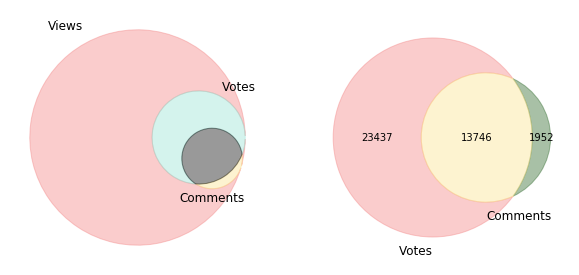 Views
Votes
Comments
23437
13746
1952
Comments
Votes